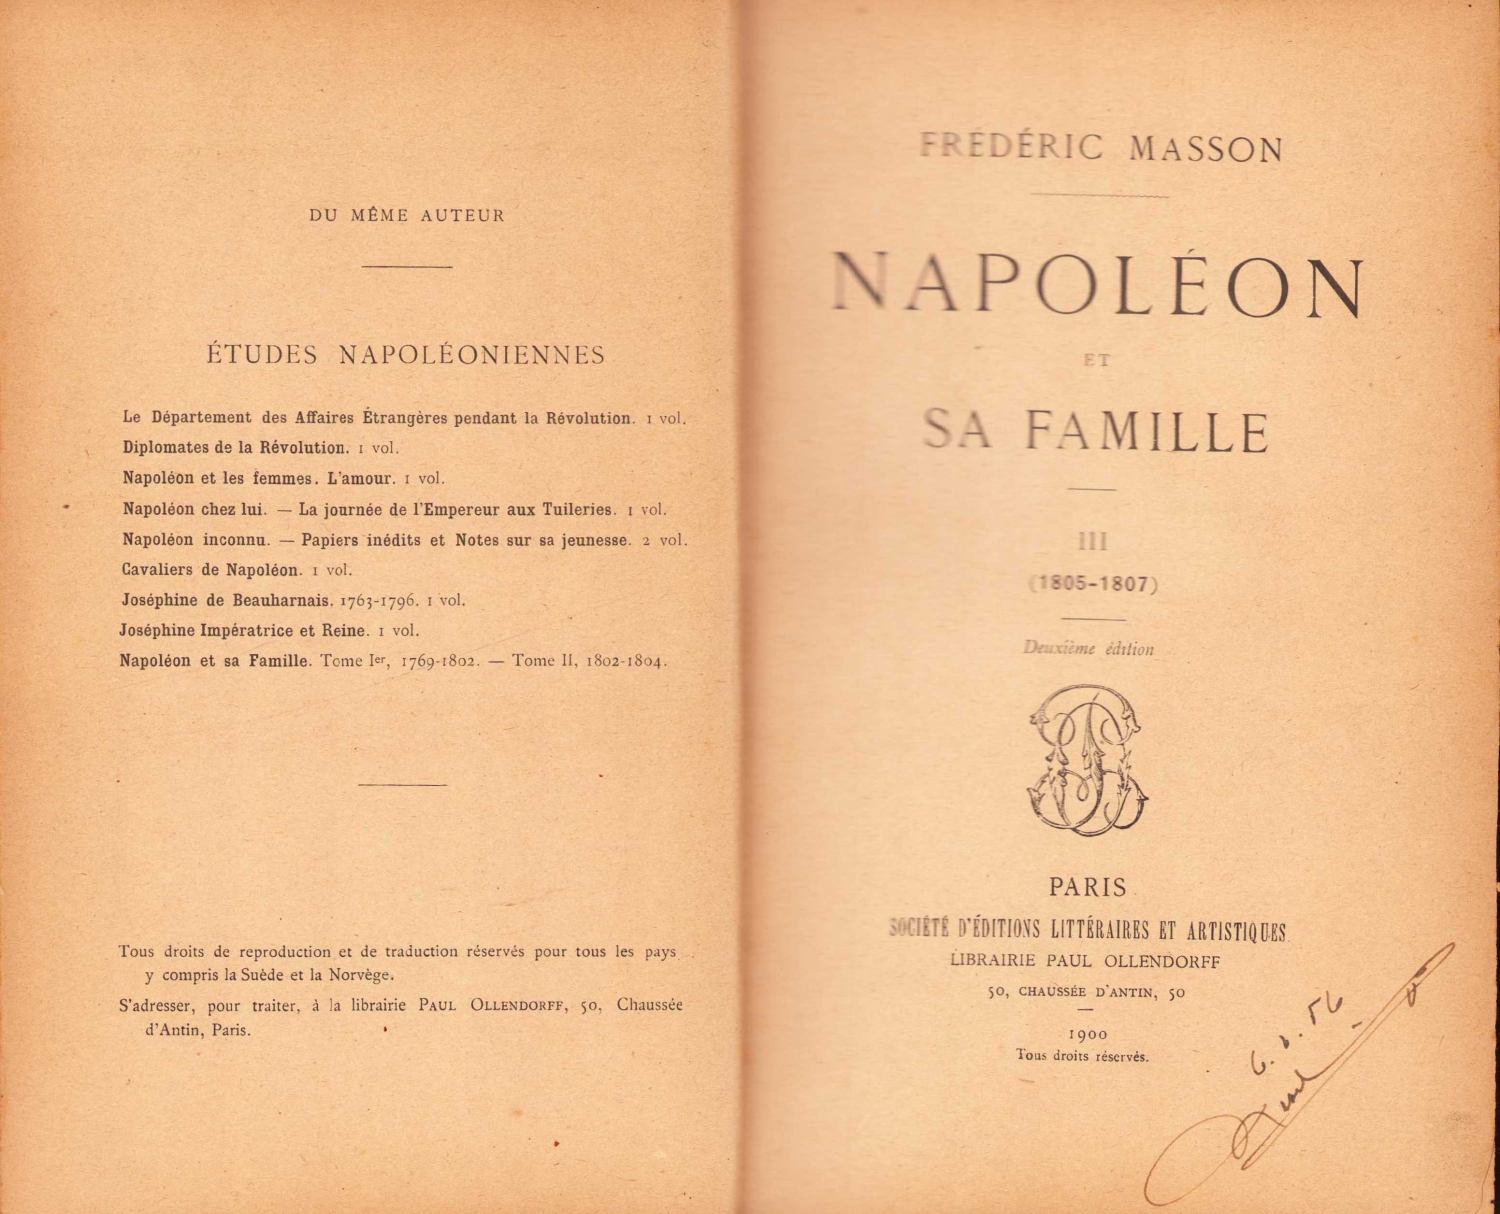 DU MÊME AUTEUR
ÉTUDES NAPOLÉONIENNES
Le Département des Affaires Étrangères pendant la Révolution. 1 vol.
Diplomates de la Révolution. 1 vol.
Napoléon et les femmes. L'amour. 1 vol.
Napoléon chez lui. — La journée de l'Empereur aux Tuileries. 1 vol.
Napoléon inconnu. — Papiers inédits et Notes sur sa jeunesse. 2 vol.
Cavaliers de Napoléon. 1 vol.
Joséphine de Beauharnais. 1763-1796. 1 vol.
Joséphine Impératrice et Reine. 1 vol.
Napoléon et sa Famille. Tome Ier, 1769-1802. — Tome II, 1802-1804.
Tous droits de reproduction et de traduction réservés pour tous les pays
y compris la Suède et la Norvège.
S'adresser, pour traiter, à la librairie PAUL OLLENDORFF, 50, Chaussée
d'Antin, Paris.
FRÉDÉRIC MASSON
NAPOLÉON
ET
SA FAMILLE
III
(1805-1807)
Deuxième édition
PARIS
SOCIÉTÉ D'ÉDITIONS LITTÉRAIRES ET ARTISTIQUES
LIBRAIRIE PAUL OLLENDORFF
50, CHAUSSÉE D'ANTIN, 50
1900
Tous droits réservés.